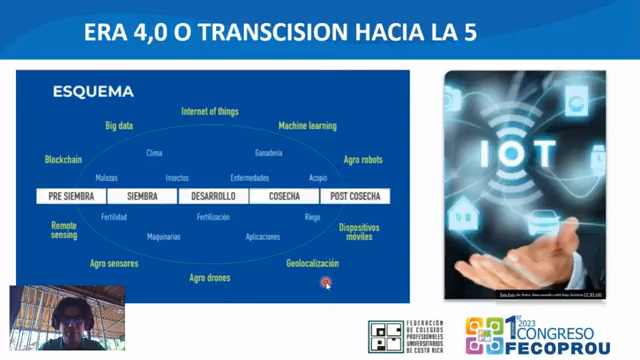 ERA 4,0 O TRANSCISION HACIA LA 5
ESQUEMA
Internet of things
Big data
Machine learning
Clima
Ganadería
Blockchain
Agro robots
Malazas
Insectos
Enfermedades
Acopio
PRE SIEMBRA
SIEMBRA
DESARROLLO
COSECHA
POST COSECHA
Fertilidad
Fertilización
Riego
Remote sensing
Maquinarias
Aplicaciones
Dispositivos móviles
Agro sensores
Agro drones
Geolocalización
IOT
FEDERACIÓN
DE COLEGIOS
PROFESIONALES
UNIVERSITARIOS
DE COSTA RICA
1er 2023
CONGRESO
FECOPROU